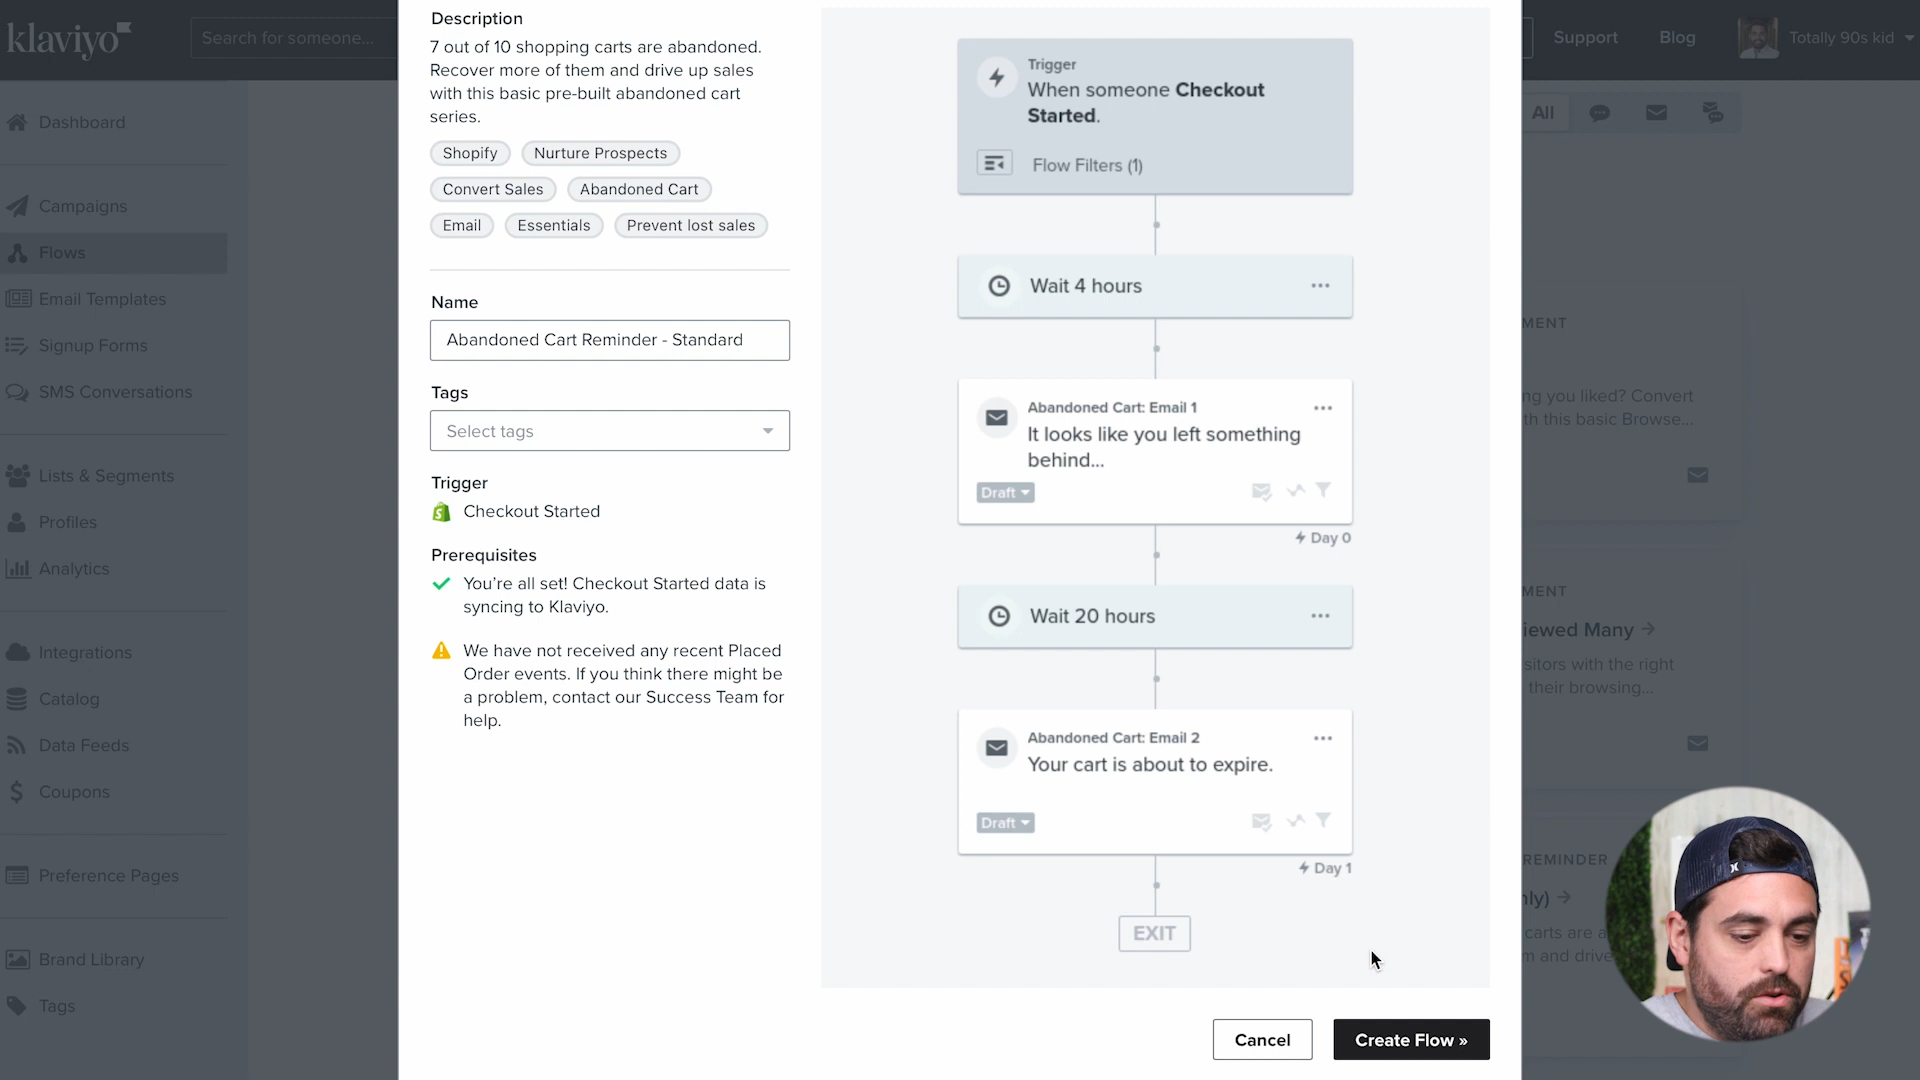 klaviyo
Search for someone...
Support
Blog
Totally 90s kid
Dashboard
Campaigns
Flows
Email Templates
Signup Forms
SMS Conversations
Lists & Segments
Profiles
Analytics
Integrations
Catalog
Data Feeds
Coupons
Preference Pages
Brand Library
Tags
Description
7 out of 10 shopping carts are abandoned.
Recover more of them and drive up sales
with this basic pre-built abandoned cart
series.
Shopify
Nurture Prospects
Convert Sales
Abandoned Cart
Email
Essentials
Prevent lost sales
Name
Abandoned Cart Reminder - Standard
Tags
Select tags
Trigger
Checkout Started
Prerequisites
You're all set! Checkout Started data is
syncing to Klaviyo.
We have not received any recent Placed
Order events. If you think there might be
a problem, contact our Success Team for
help.
Trigger
When someone Checkout
Started.
Flow Filters (1)
Wait 4 hours
Abandoned Cart: Email 1
It looks like you left something
behind...
Draft
Day 0
Wait 20 hours
Abandoned Cart: Email 2
Your cart is about to expire.
Draft
Day 1
EXIT
Cancel
Create Flow »
All
MENT
ng you liked? Convert
th this basic Browse...
MENT
iewed Many
sitors with the right
their browsing...
REMINDER
nly)
carts are a
m and drive